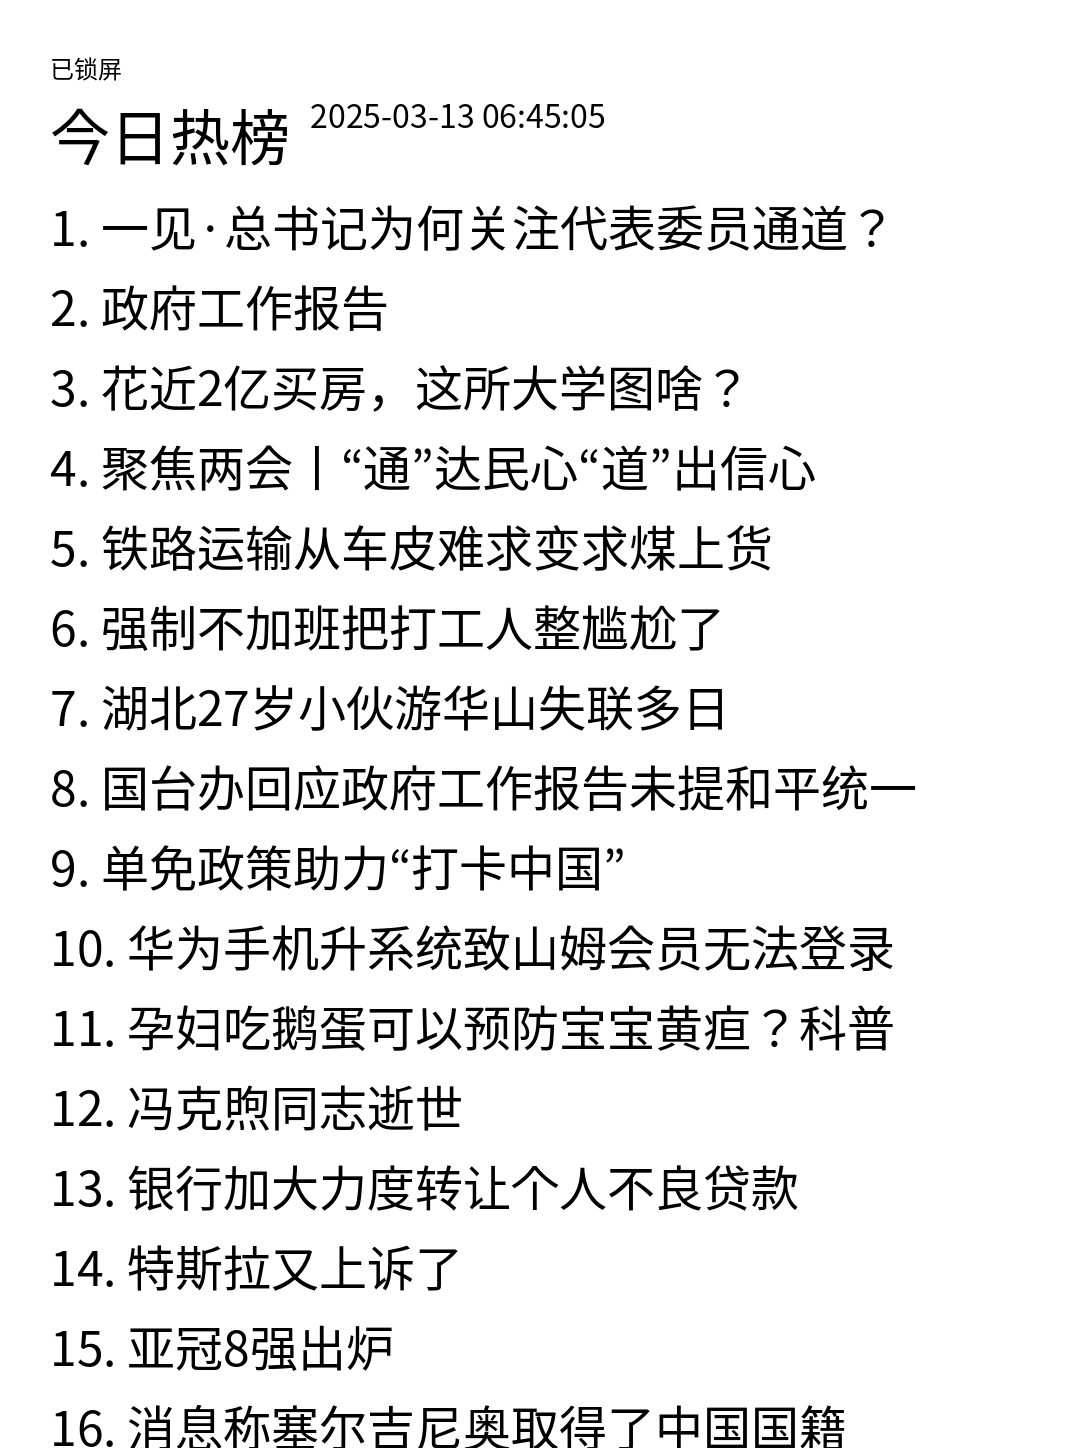 已锁屏
今日热榜 2025-03-13 06:45:05
1. 一见·总书记为何关注代表委员通道？
2. 政府工作报告
3. 花近2亿买房，这所大学图啥？
4. 聚焦两会丨“通”达民心“道”出信心
5. 铁路运输从车皮难求变求煤上货
6. 强制不加班把打工人整尴尬了
7. 湖北27岁小伙游华山失联多日
8. 国台办回应政府工作报告未提和平统一
9. 单免政策助力“打卡中国”
10. 华为手机升系统致山姆会员无法登录
11. 孕妇吃鹅蛋可以预防宝宝黄疸？科普
12. 冯克煦同志逝世
13. 银行加大力度转让个人不良贷款
14. 特斯拉又上诉了
15. 亚冠8强出炉
16. 消息称塞尔吉尼奥取得了中国国籍